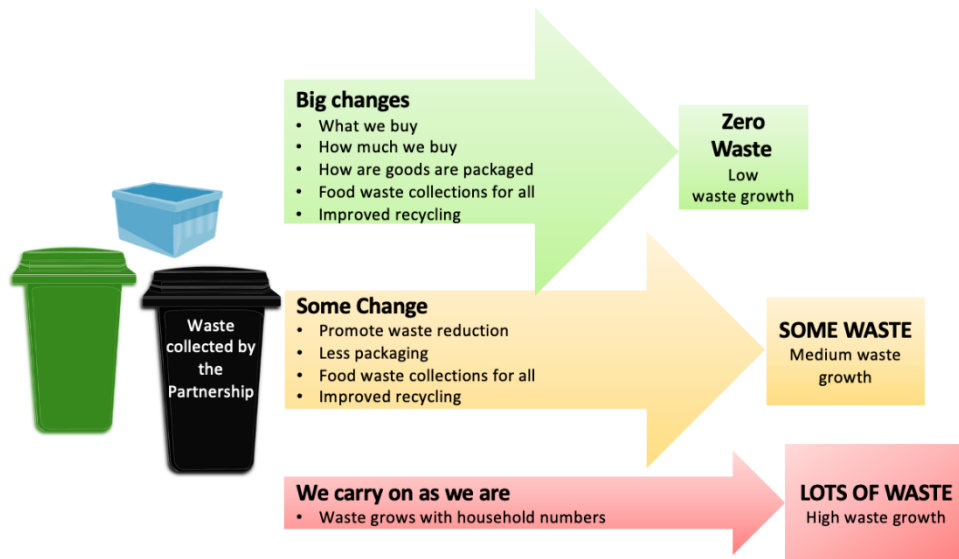 Big changes
• What we buy
• How much we buy
• How are goods are packaged
• Food waste collections for all
• Improved recycling
Zero
Waste
Low
waste growth
Waste
collected by
the
Partnership
Some Change
• Promote waste reduction
• Less packaging
• Food waste collections for all
• Improved recycling
SOME WASTE
Medium waste
growth
We carry on as we are
• Waste grows with household numbers
LOTS OF WASTE
High waste growth